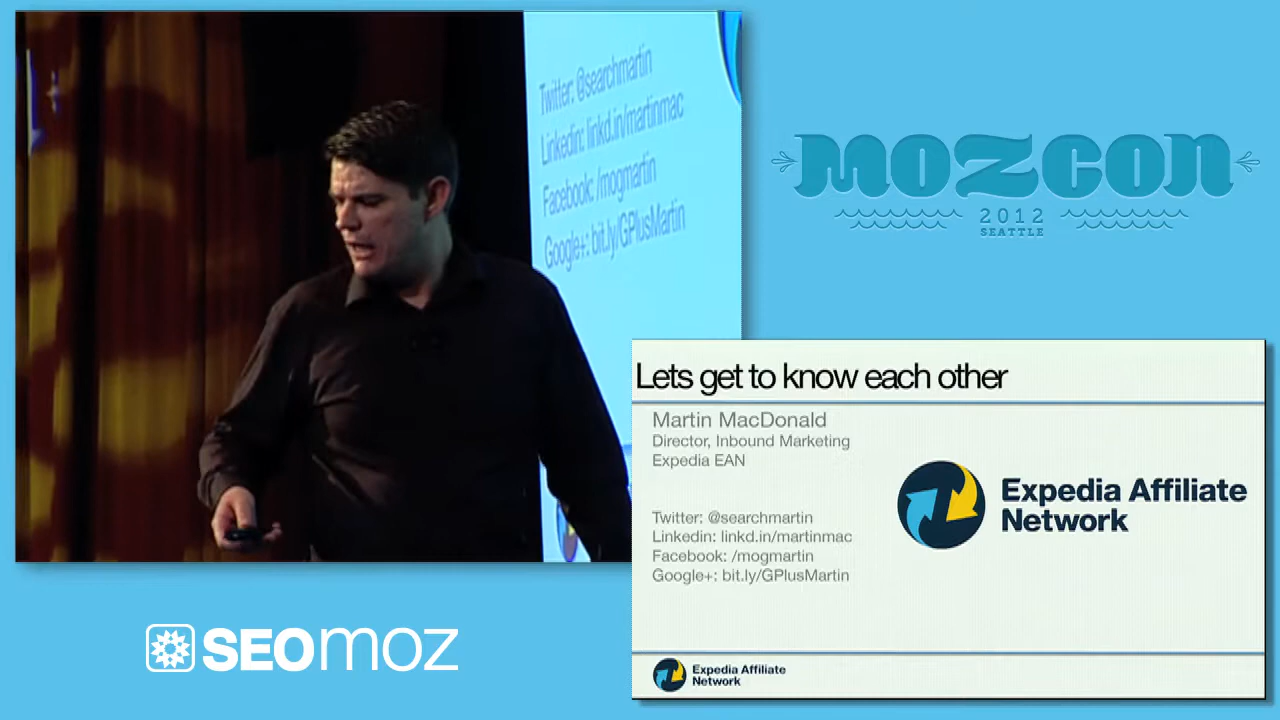 Twitter: @searchmartin
Linkedin: linkd.in/martinmac
Facebook: /mogmartin
Google+: bit.ly/GPlusMartin
MOZCON
2012
SEATTLE
Lets get to know each other
Martin MacDonald
Director, Inbound Marketing
Expedia EAN
Twitter: @searchmartin
Linkedin: linkd.in/martinmac
Facebook: /mogmartin
Google+: bit.ly/GPlusMartin
Expedia Affiliate
Network
SEOmoz
Expedia Affiliate
Network